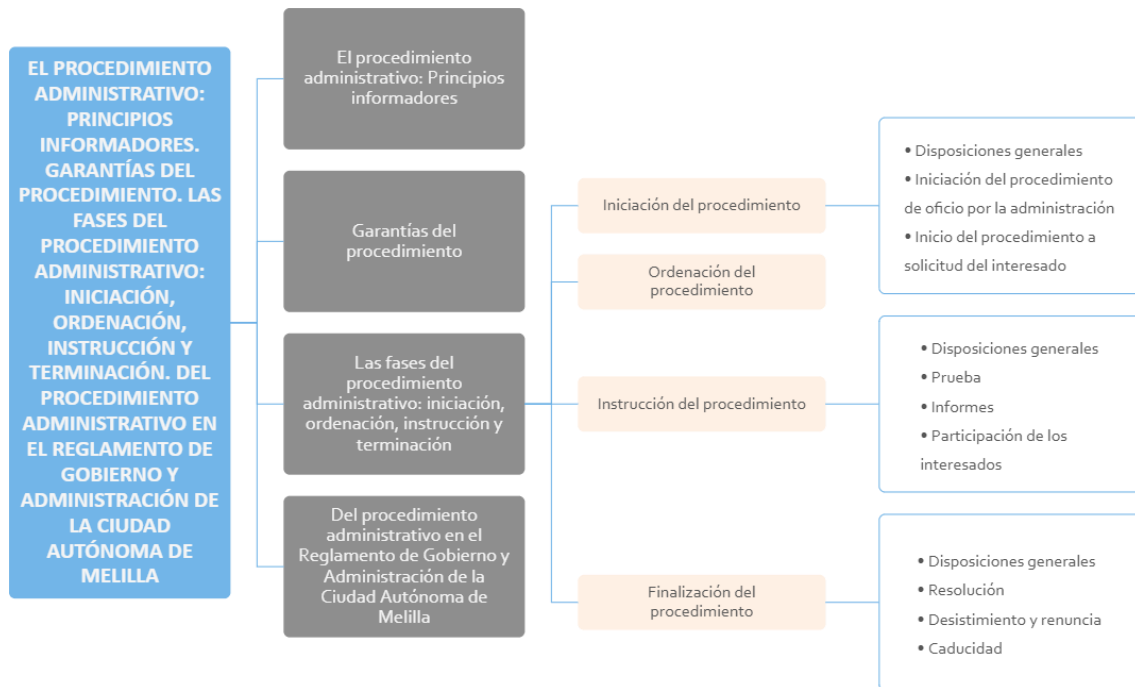 EL PROCEDIMIENTO
ADMINISTRATIVO:
PRINCIPIOS
INFORMADORES.
GARANTÍAS DEL
PROCEDIMIENTO. LAS
FASES DEL
PROCEDIMIENTO
ADMINISTRATIVO:
INICIACIÓN,
ORDENACIÓN,
INSTRUCCIÓN Y
TERMINACIÓN. DEL
PROCEDIMIENTO
ADMINISTRATIVO EN
EL REGLAMENTO DE
GOBIERNO Y
ADMINISTRACIÓN DE
LA CIUDAD
AUTÓNOMA DE
MELILLA
El procedimiento
administrativo: Principios
informadores
Garantías del
procedimiento
Las fases del
procedimiento
administrativo: iniciación,
ordenación, instrucción y
terminación
Del procedimiento
administrativo en el
Reglamento de Gobierno y
Administración de la
Ciudad Autónoma de
Melilla
Iniciación del procedimiento
Ordenación del
procedimiento
Instrucción del procedimiento
Finalización del
procedimiento
• Disposiciones generales
• Iniciación del procedimiento
de oficio por la administración
• Inicio del procedimiento a
solicitud del interesado
• Disposiciones generales
• Prueba
• Informes
• Participación de los
interesados
• Disposiciones generales
• Resolución
• Desistimiento y renuncia
• Caducidad